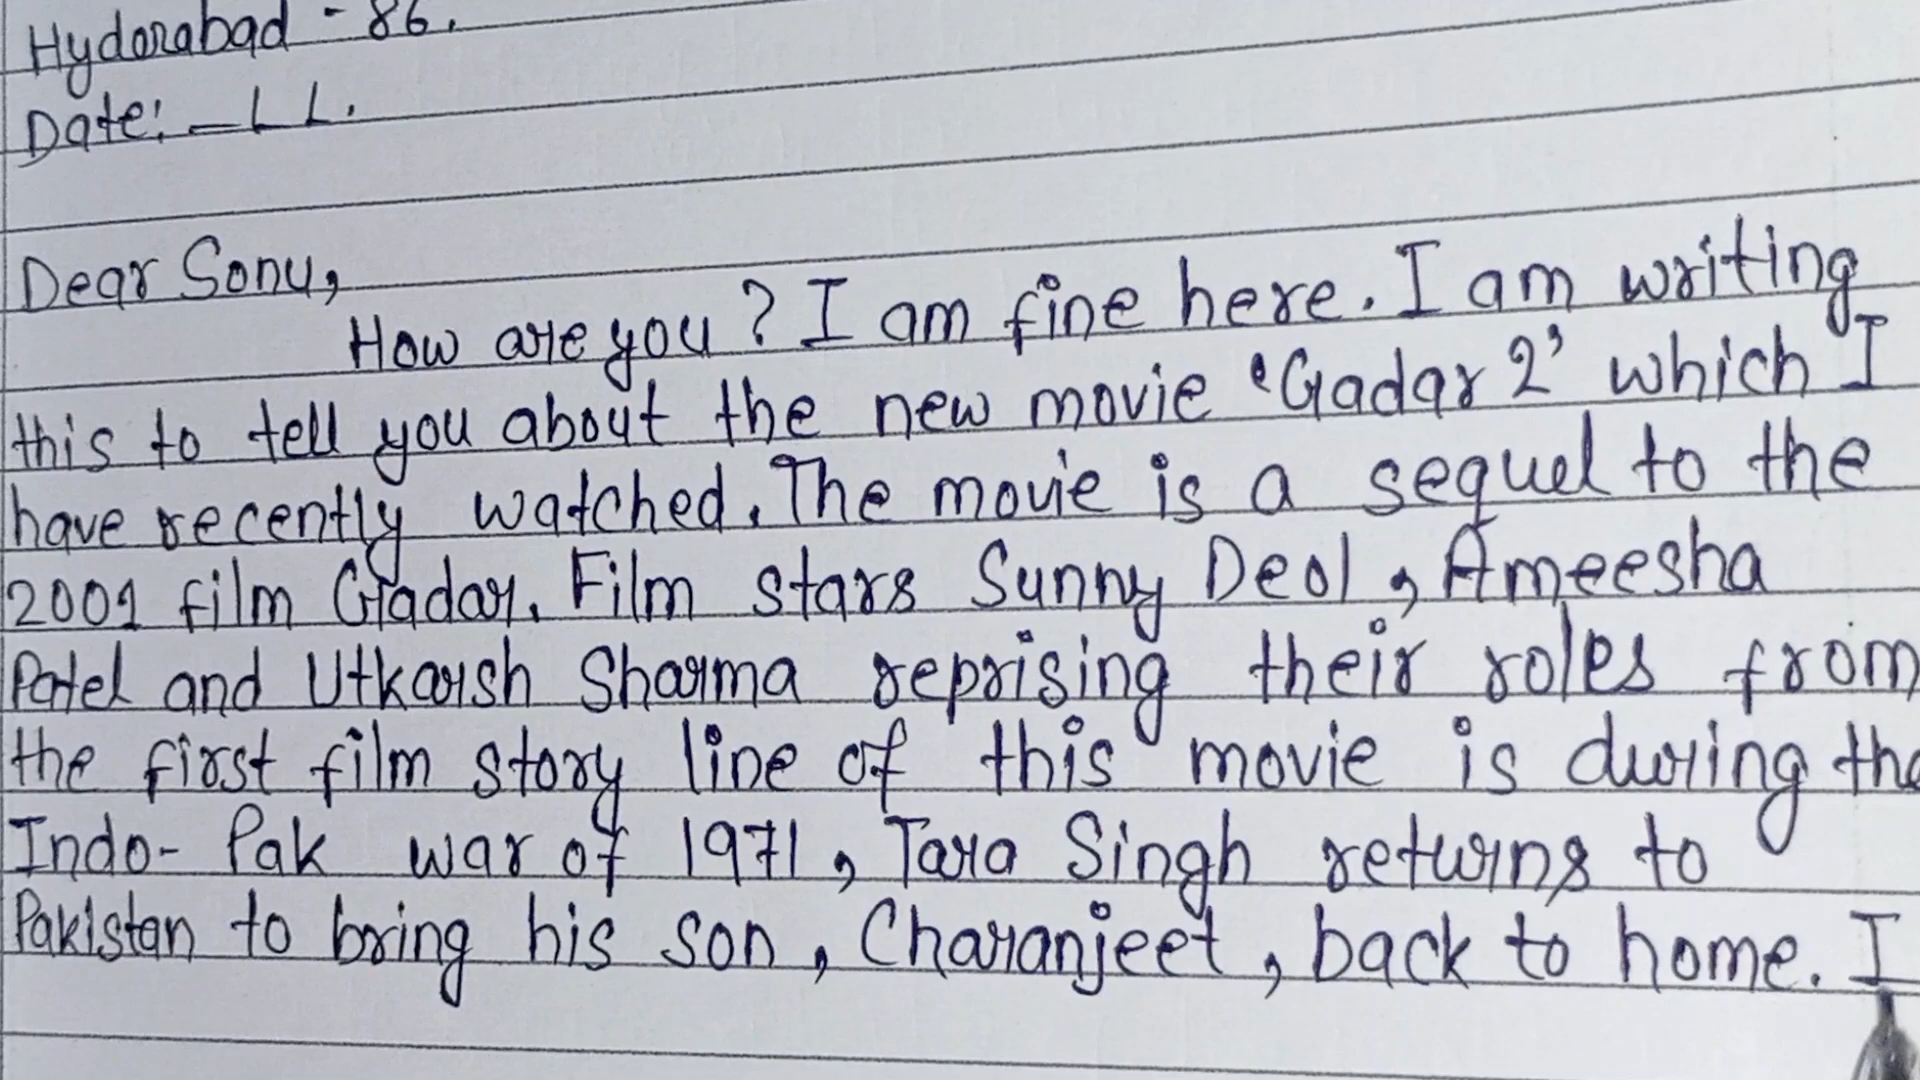 Hyderabad - 86.
Date: _ L L.
Dear Sonu,
How are you? I am fine here. I am writing
this to tell you about the new movie 'Gadar 2' which I
have recently watched. The movie is a sequel to the
2001 film Gadar. Film stars Sunny Deol, Ameesha
Patel and Utkarsh Sharma reprising their roles from
the first film story line of this movie is during the
Indo- Pak war of 1971, Tara Singh returns to
Pakistan to bring his son, Charanjeet, back to home. I